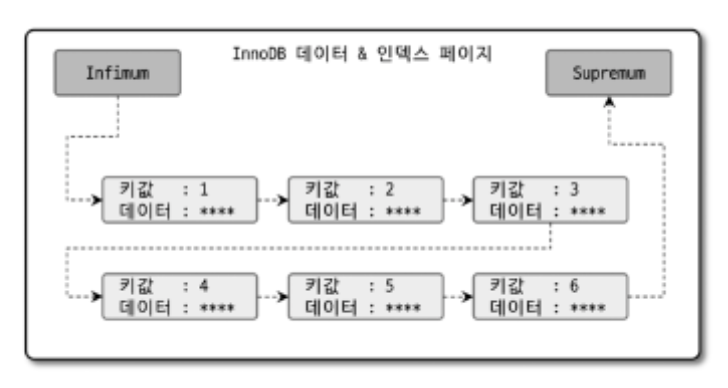 InnoDB 데이터 & 인덱스 페이지
Infimum
Supremum
키값 : 1
데이터 : ****
키값 : 2
데이터 : ****
키값 : 3
데이터 : ****
키값 : 4
데이터 : ****
키값 : 5
데이터 : ****
키값 : 6
데이터 : ****